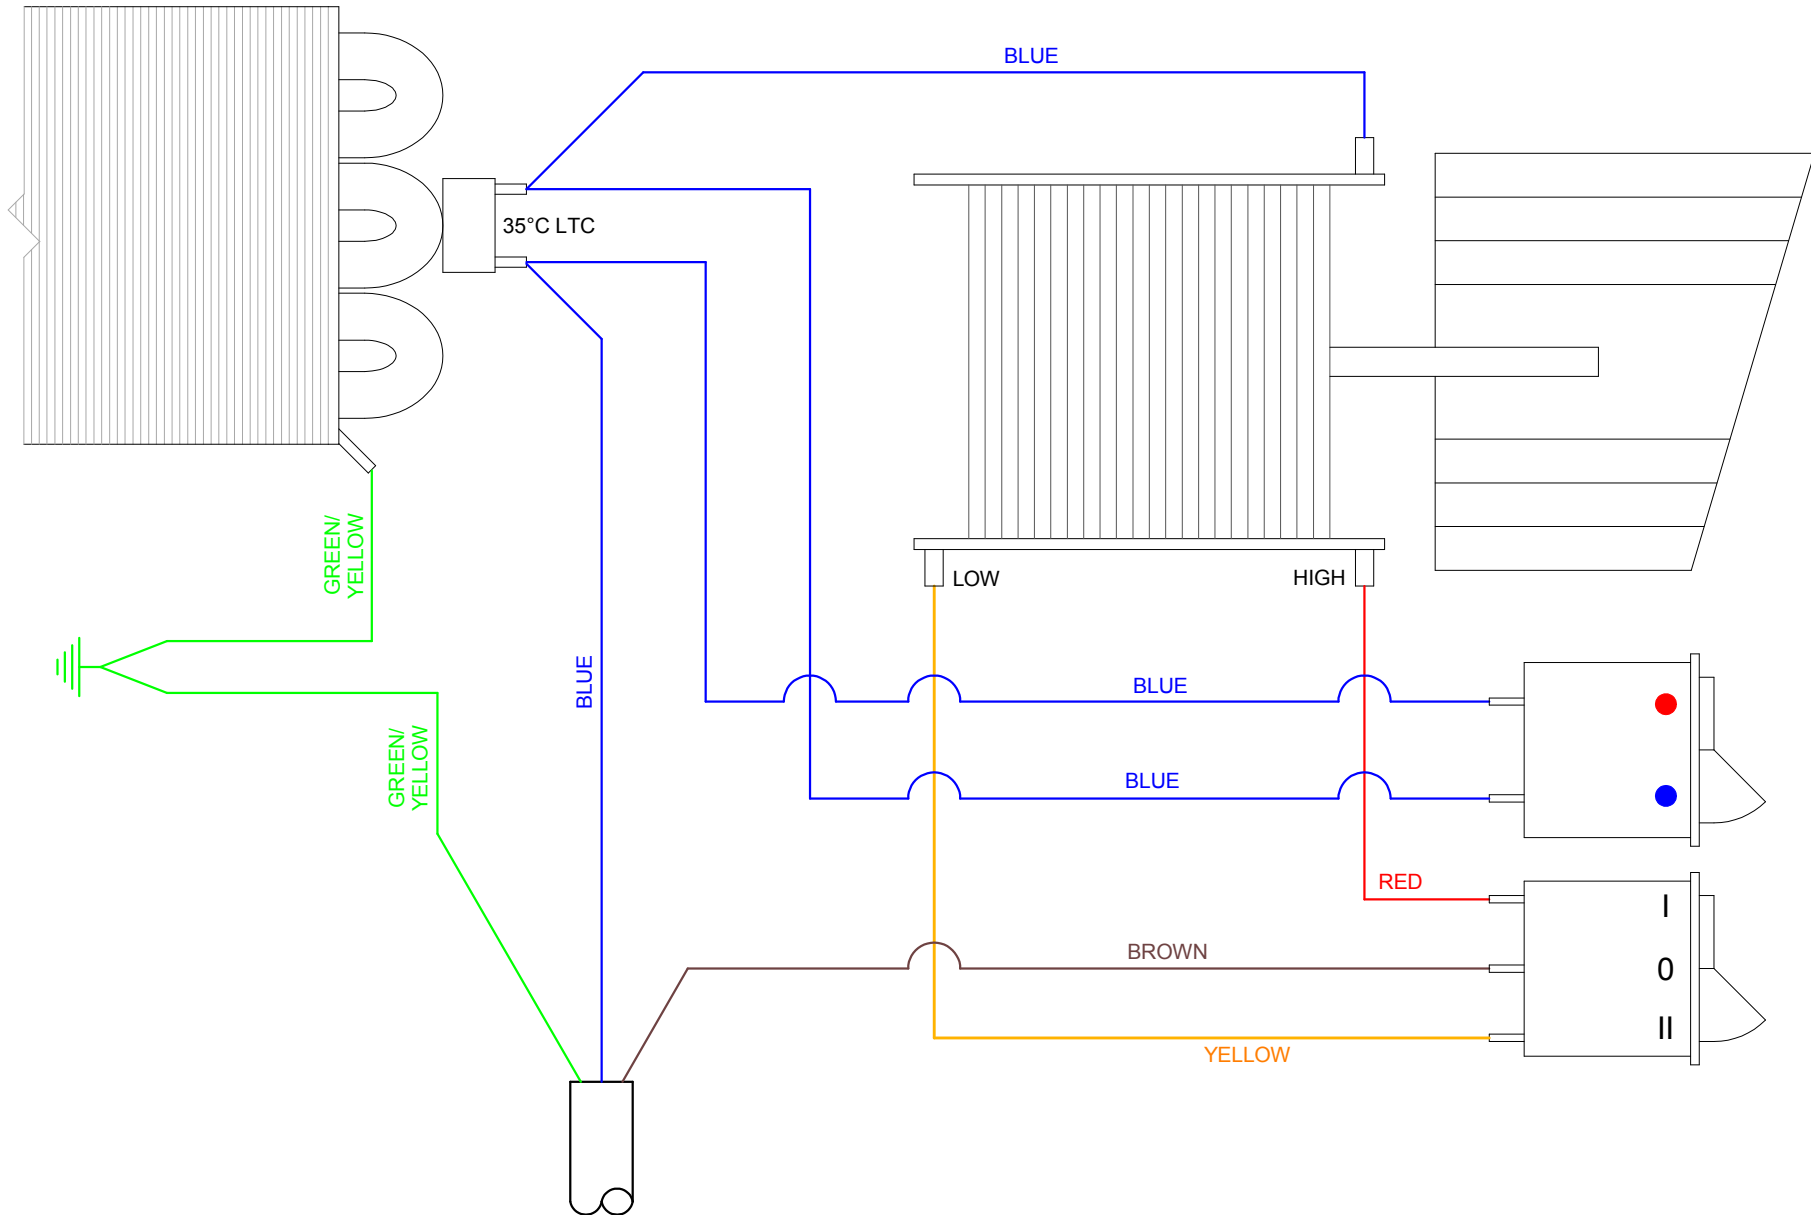 BLUE
35°C LTC
LOW
HIGH
GREEN/
YELLOW
BLUE
BLUE
GREEN/
YELLOW
BLUE
RED
I
BROWN
0
II
YELLOW